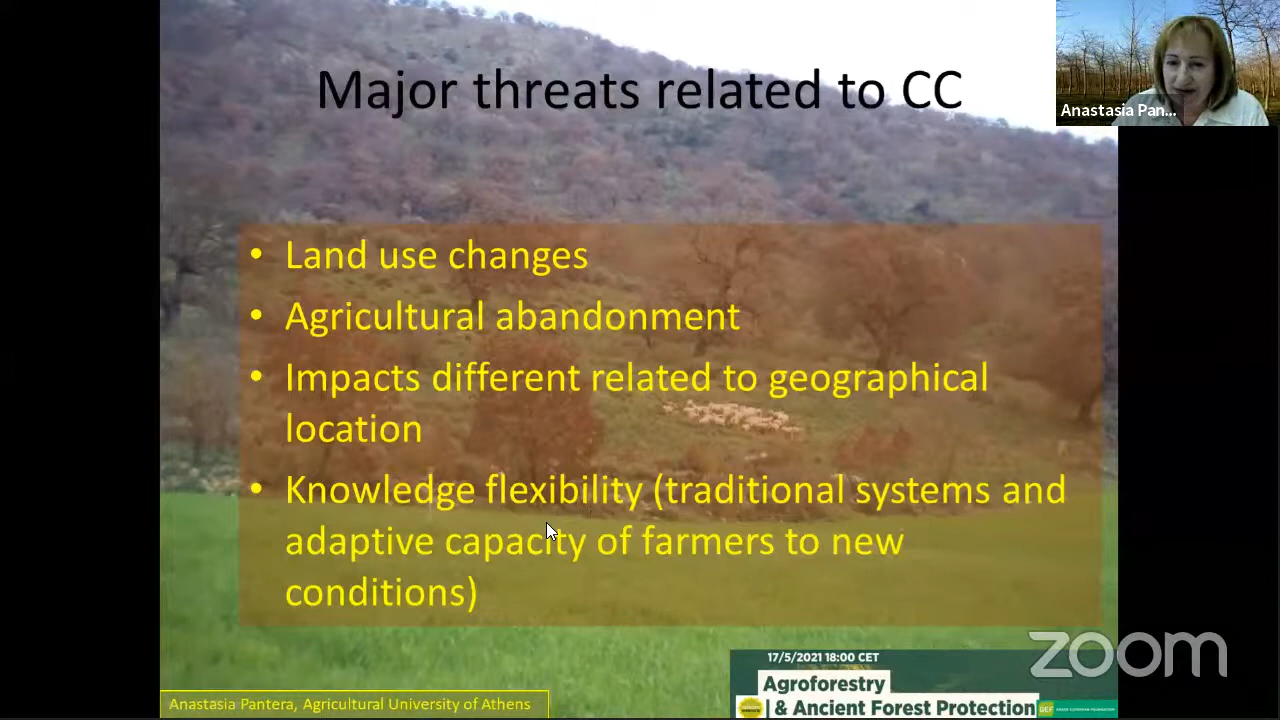 Major threats related to CC
Anastasia Pan...
• Land use changes
• Agricultural abandonment
• Impacts different related to geographical
location
• Knowledge flexibility (traditional systems and
adaptive capacity of farmers to new
conditions)
zoom
17/5/2021 18:00 CET
Agroforestry
& Ancient Forest Protection
GEF
Anastasia Pantera, Agricultural University of Athens